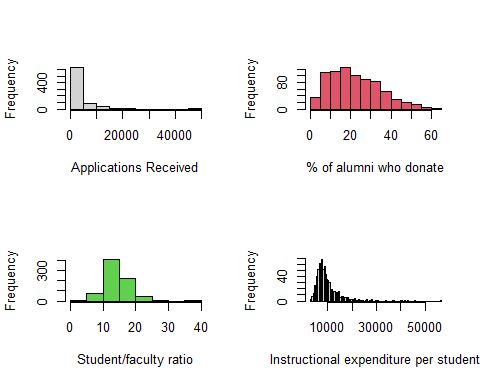 Frequency
400
0
0 20000 40000
Applications Received
Frequency
80
0
0 20 40 60
% of alumni who donate
Frequency
300
0
0 10 20 30 40
Student/faculty ratio
Frequency
40
0
10000 30000 50000
Instructional expenditure per student